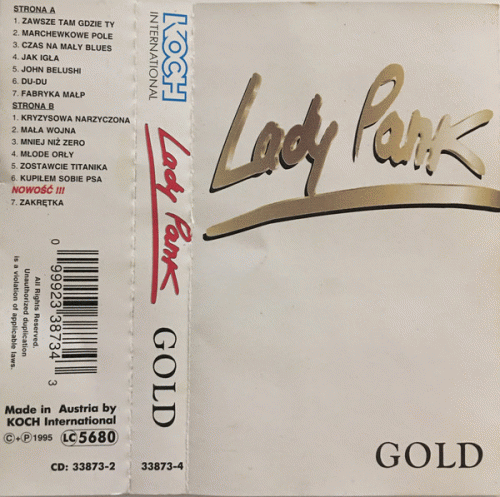 STRONA A
1. ZAWSZE TAM GDZIE TY
2. MARCHEWKOWE POLE
3. CZAS NA MAŁY BLUES
4. JAK IGŁA
5. JOHN BELUSHI
6. DU-DU
7. FABRYKA MAŁP
STRONA B
1. KRYZYSOWA NARZYCZONA
2. MAŁA WOJNA
3. MNIEJ NIŻ ZERO
4. MŁODE ORŁY
5. ZOSTAWCIE TITANIKA
6. KUPIŁEM SOBIE PSA
NOWOŚĆ !!!
7. ZAKRĘTKA
0 99923 38734 3
All Rights Reserved.
Unauthorized duplication
is a violation of applicable laws.
Made in Austria by
KOCH International
©+℗1995 LC 5680
CD: 33873-2
KOCH
INTERNATIONAL
Lady Pank
GOLD
33873-4
Lady Pank
GOLD